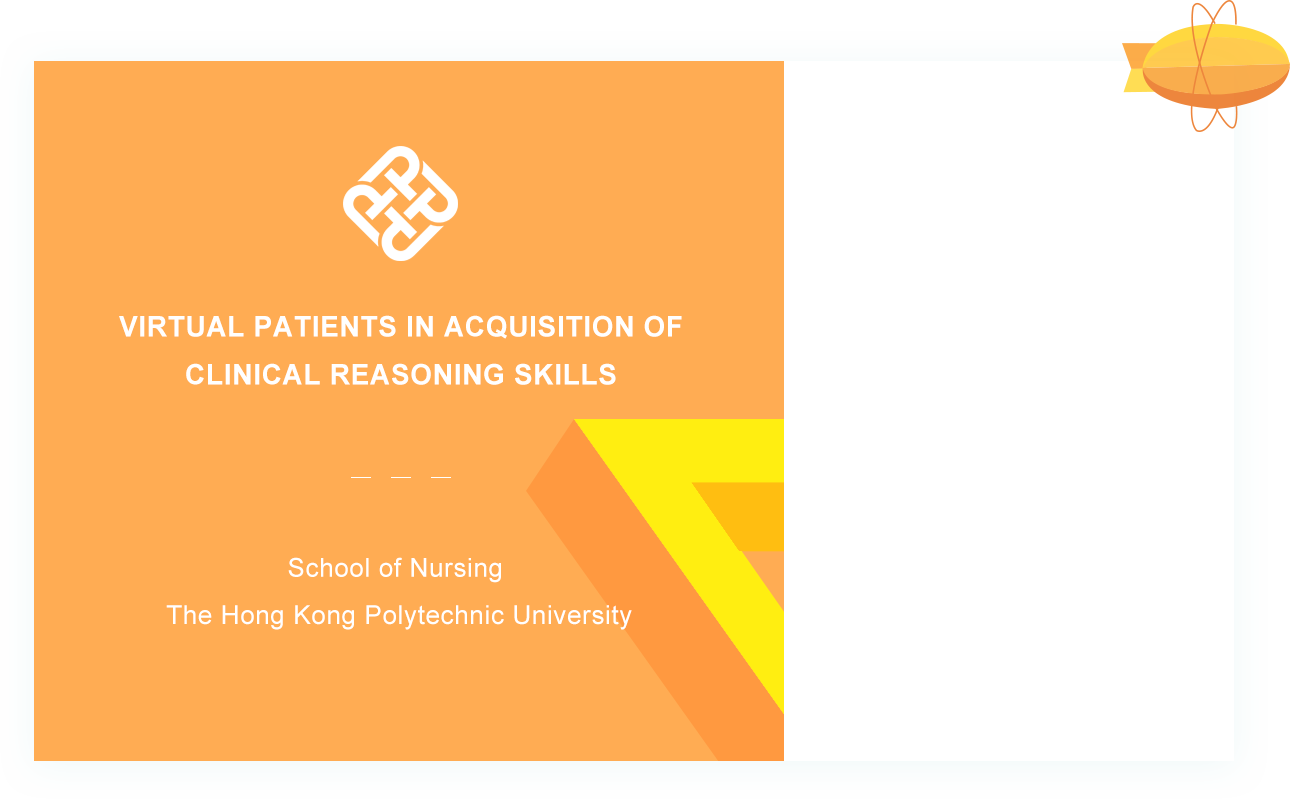 VIRTUAL PATIENTS IN ACQUISITION OF
CLINICAL REASONING SKILLS
School of Nursing
The Hong Kong Polytechnic University